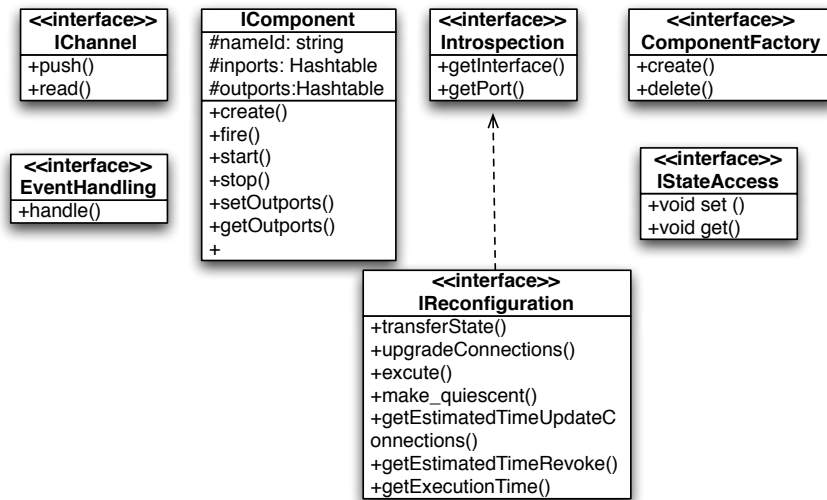 <<interface>>
IChannel
+push()
+read()
IComponent
#nameId: string
#inports: Hashtable
#outports:Hashtable
+create()
+fire()
+start()
+stop()
+setOutports()
+getOutports()
+
<<interface>>
Introspection
+getInterface()
+getPort()
<<interface>>
ComponentFactory
+create()
+delete()
<<interface>>
EventHandling
+handle()
<<interface>>
IStateAccess
+void set ()
+void get()
<<interface>>
IReconfiguration
+transferState()
+upgradeConnections()
+excute()
+make_quiescent()
+getEstimatedTimeUpdateC
onnections()
+getEstimatedTimeRevoke()
+getExecutionTime()